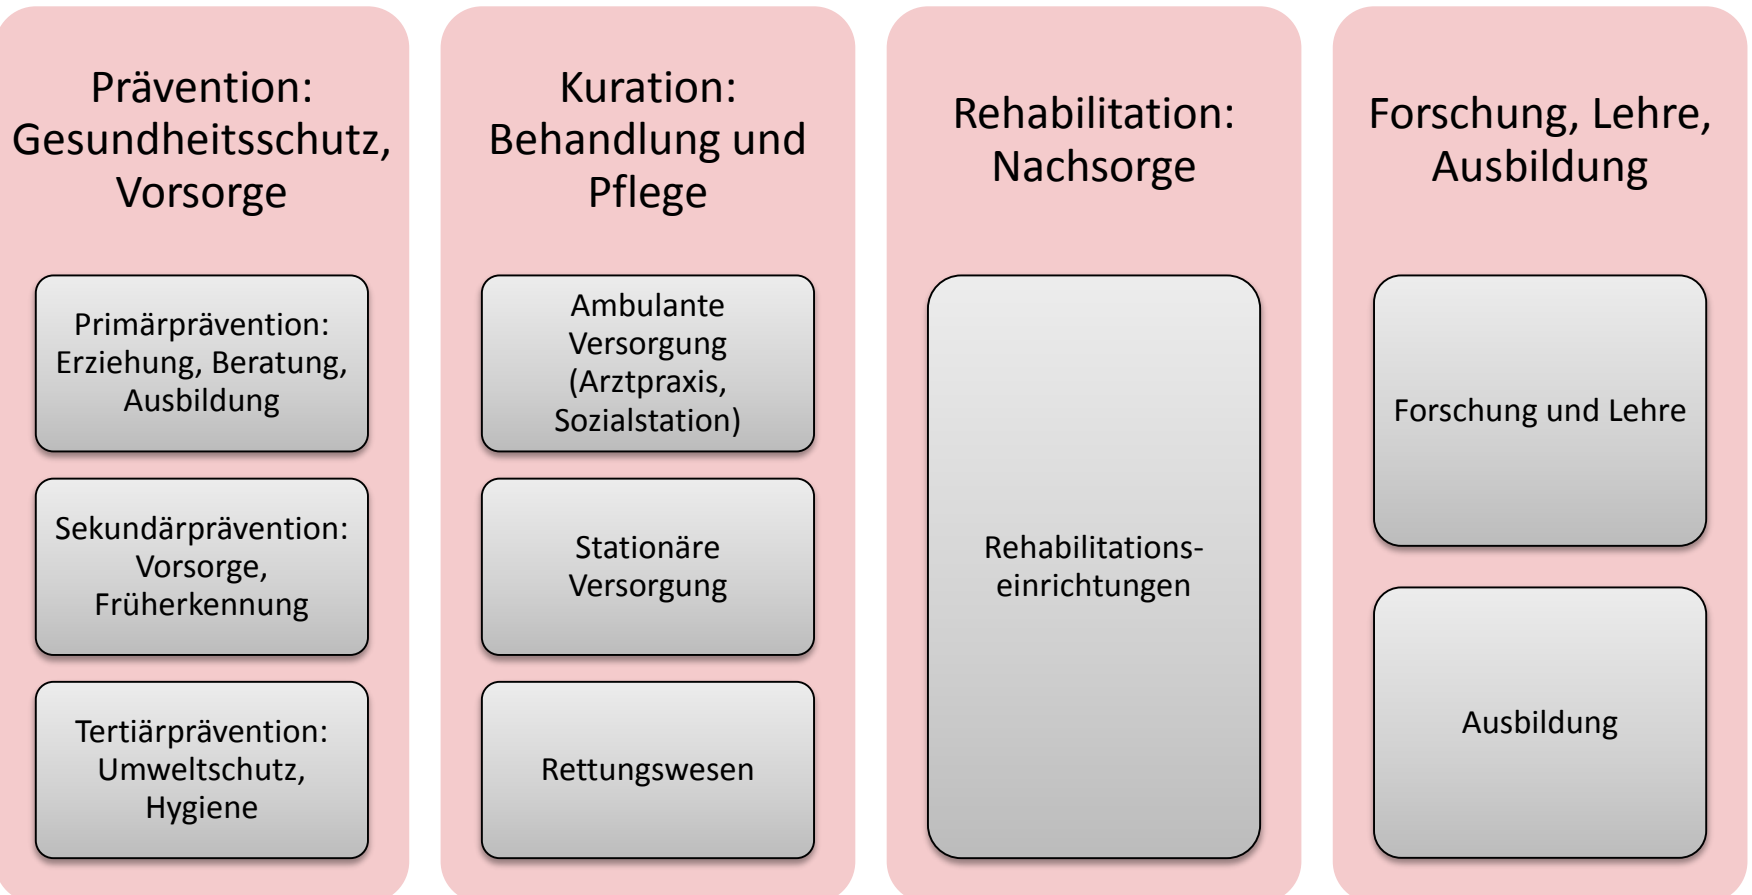 Prävention:
Gesundheitsschutz,
Vorsorge
Primärprävention:
Erziehung, Beratung,
Ausbildung
Sekundärprävention:
Vorsorge,
Früherkennung
Tertiärprävention:
Umweltschutz,
Hygiene
Kuration:
Behandlung und
Pflege
Ambulante
Versorgung
(Arztpraxis,
Sozialstation)
Stationäre
Versorgung
Rettungswesen
Rehabilitation:
Nachsorge
Rehabilitations-
einrichtungen
Forschung, Lehre,
Ausbildung
Forschung und Lehre
Ausbildung